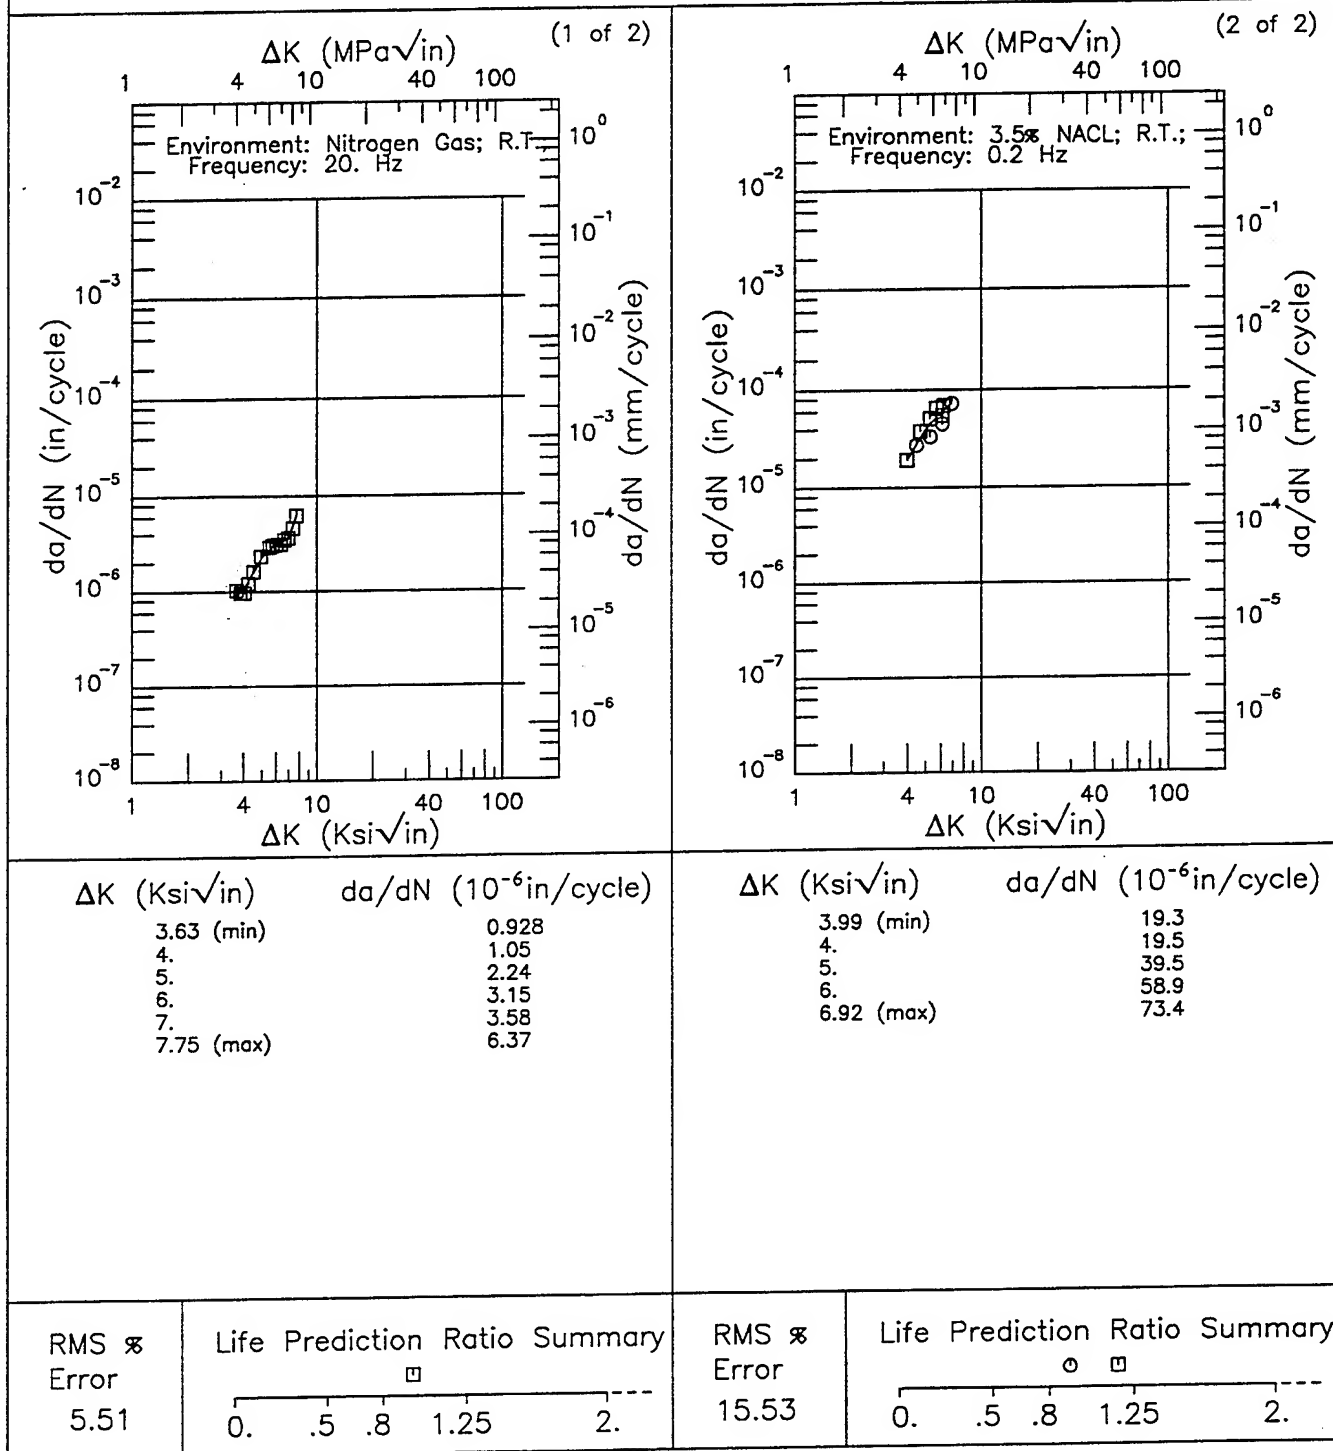 (1 of 2)
ΔK (MPa√in)
1 4 10 40 100
Environment: Nitrogen Gas; R.T.;
Frequency: 20. Hz
da/dN (in/cycle)
10⁻²
10⁻³
10⁻⁴
10⁻⁵
10⁻⁶
10⁻⁷
10⁻⁸
10⁰
10⁻¹
10⁻²
10⁻³
10⁻⁴
10⁻⁵
10⁻⁶
da/dN (mm/cycle)
1 4 10 40 100
ΔK (Ksi√in)
ΔK (Ksi√in) da/dN (10⁻⁶in/cycle)
3.63 (min) 0.928
4. 1.05
5. 2.24
6. 3.15
7. 3.58
7.75 (max) 6.37
RMS %
Error
5.51
Life Prediction Ratio Summary
0. .5 .8 1.25 2.
(2 of 2)
ΔK (MPa√in)
1 4 10 40 100
Environment: 3.5% NACL; R.T.;
Frequency: 0.2 Hz
da/dN (in/cycle)
10⁻²
10⁻³
10⁻⁴
10⁻⁵
10⁻⁶
10⁻⁷
10⁻⁸
10⁰
10⁻¹
10⁻²
10⁻³
10⁻⁴
10⁻⁵
10⁻⁶
da/dN (mm/cycle)
1 4 10 40 100
ΔK (Ksi√in)
ΔK (Ksi√in) da/dN (10⁻⁶in/cycle)
3.99 (min) 19.3
4. 19.5
5. 39.5
6. 58.9
6.92 (max) 73.4
RMS %
Error
15.53
Life Prediction Ratio Summary
0. .5 .8 1.25 2.